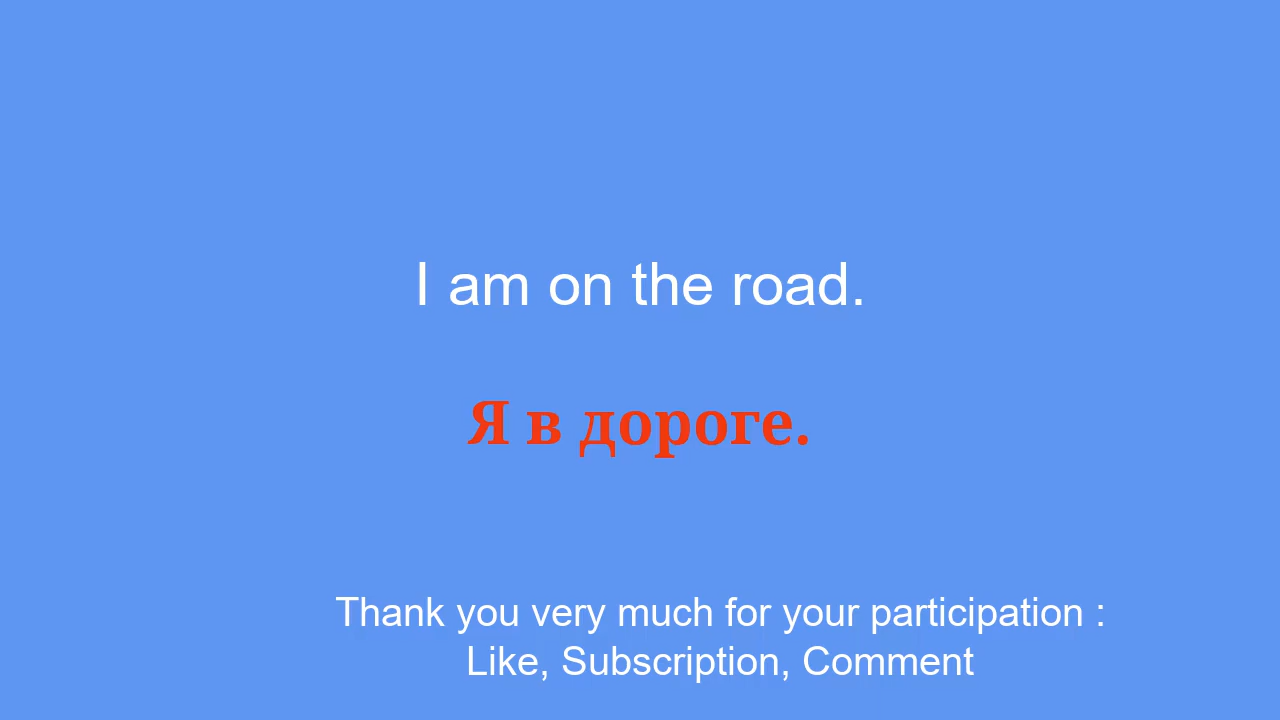 I am on the road.
Я в дороге.
Thank you very much for your participation :
Like, Subscription, Comment